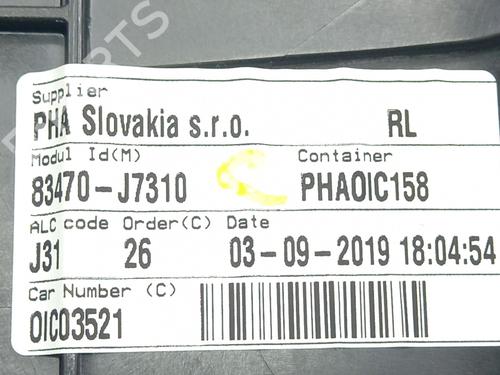 PARTS
Supplier
PHA Slovakia s.r.o. RL
Modul Id(M) Container
83470-J7310 PHAOIC158
ALC code Order(C) Date
J31 26 03-09-2019 18:04:54
Car Number (C)
OIC03521